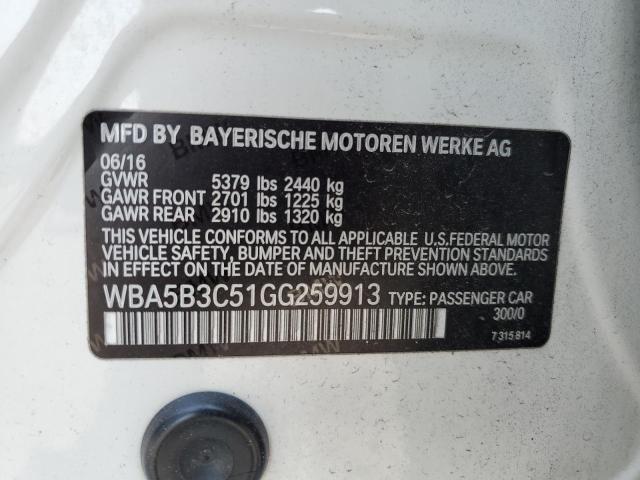 MFD BY BAYERISCHE MOTOREN WERKE AG
06/16
GVWR 5379 lbs 2440 kg
GAWR FRONT 2701 lbs 1225 kg
GAWR REAR 2910 lbs 1320 kg
THIS VEHICLE CONFORMS TO ALL APPLICABLE U.S.FEDERAL MOTOR
VEHICLE SAFETY, BUMPER AND THEFT PREVENTION STANDARDS
IN EFFECT ON THE DATE OF MANUFACTURE SHOWN ABOVE.
WBA5B3C51GG259913 TYPE: PASSENGER CAR
300/0
7 315 814